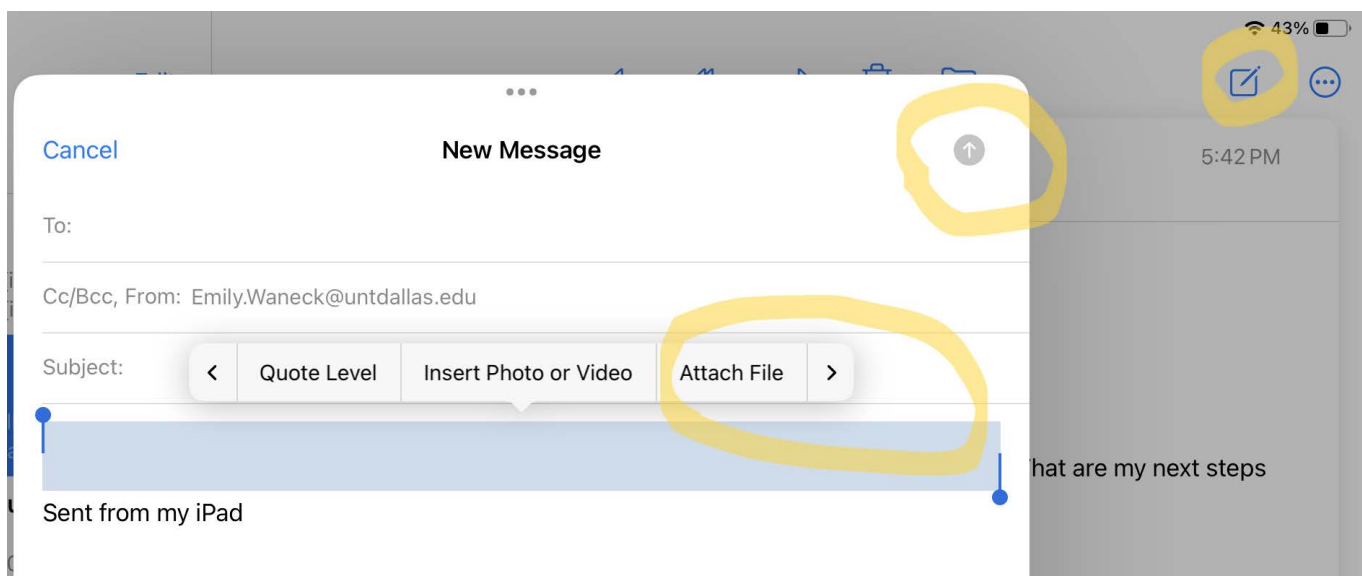 43%
Cancel
New Message
5:42 PM
To:
Cc/Bcc, From: Emily.Waneck@untdallas.edu
Subject:
Quote Level
Insert Photo or Video
Attach File
hat are my next steps
Sent from my iPad